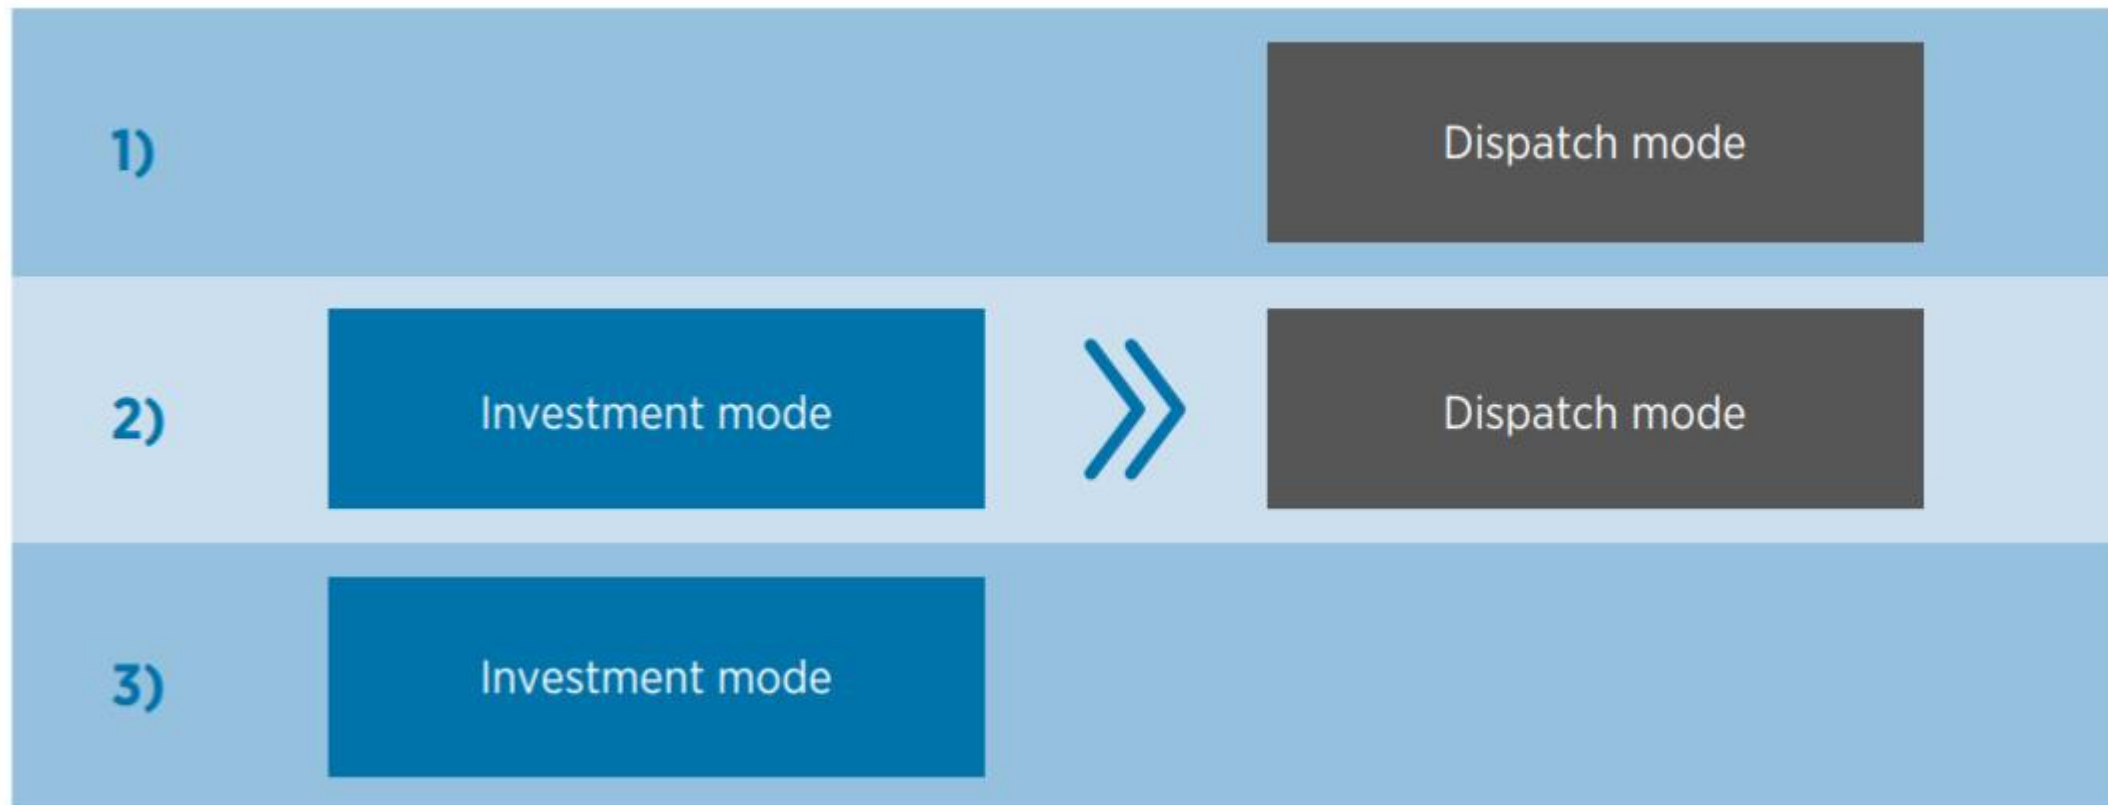 1)
Dispatch mode
2)
Investment mode
Dispatch mode
3)
Investment mode